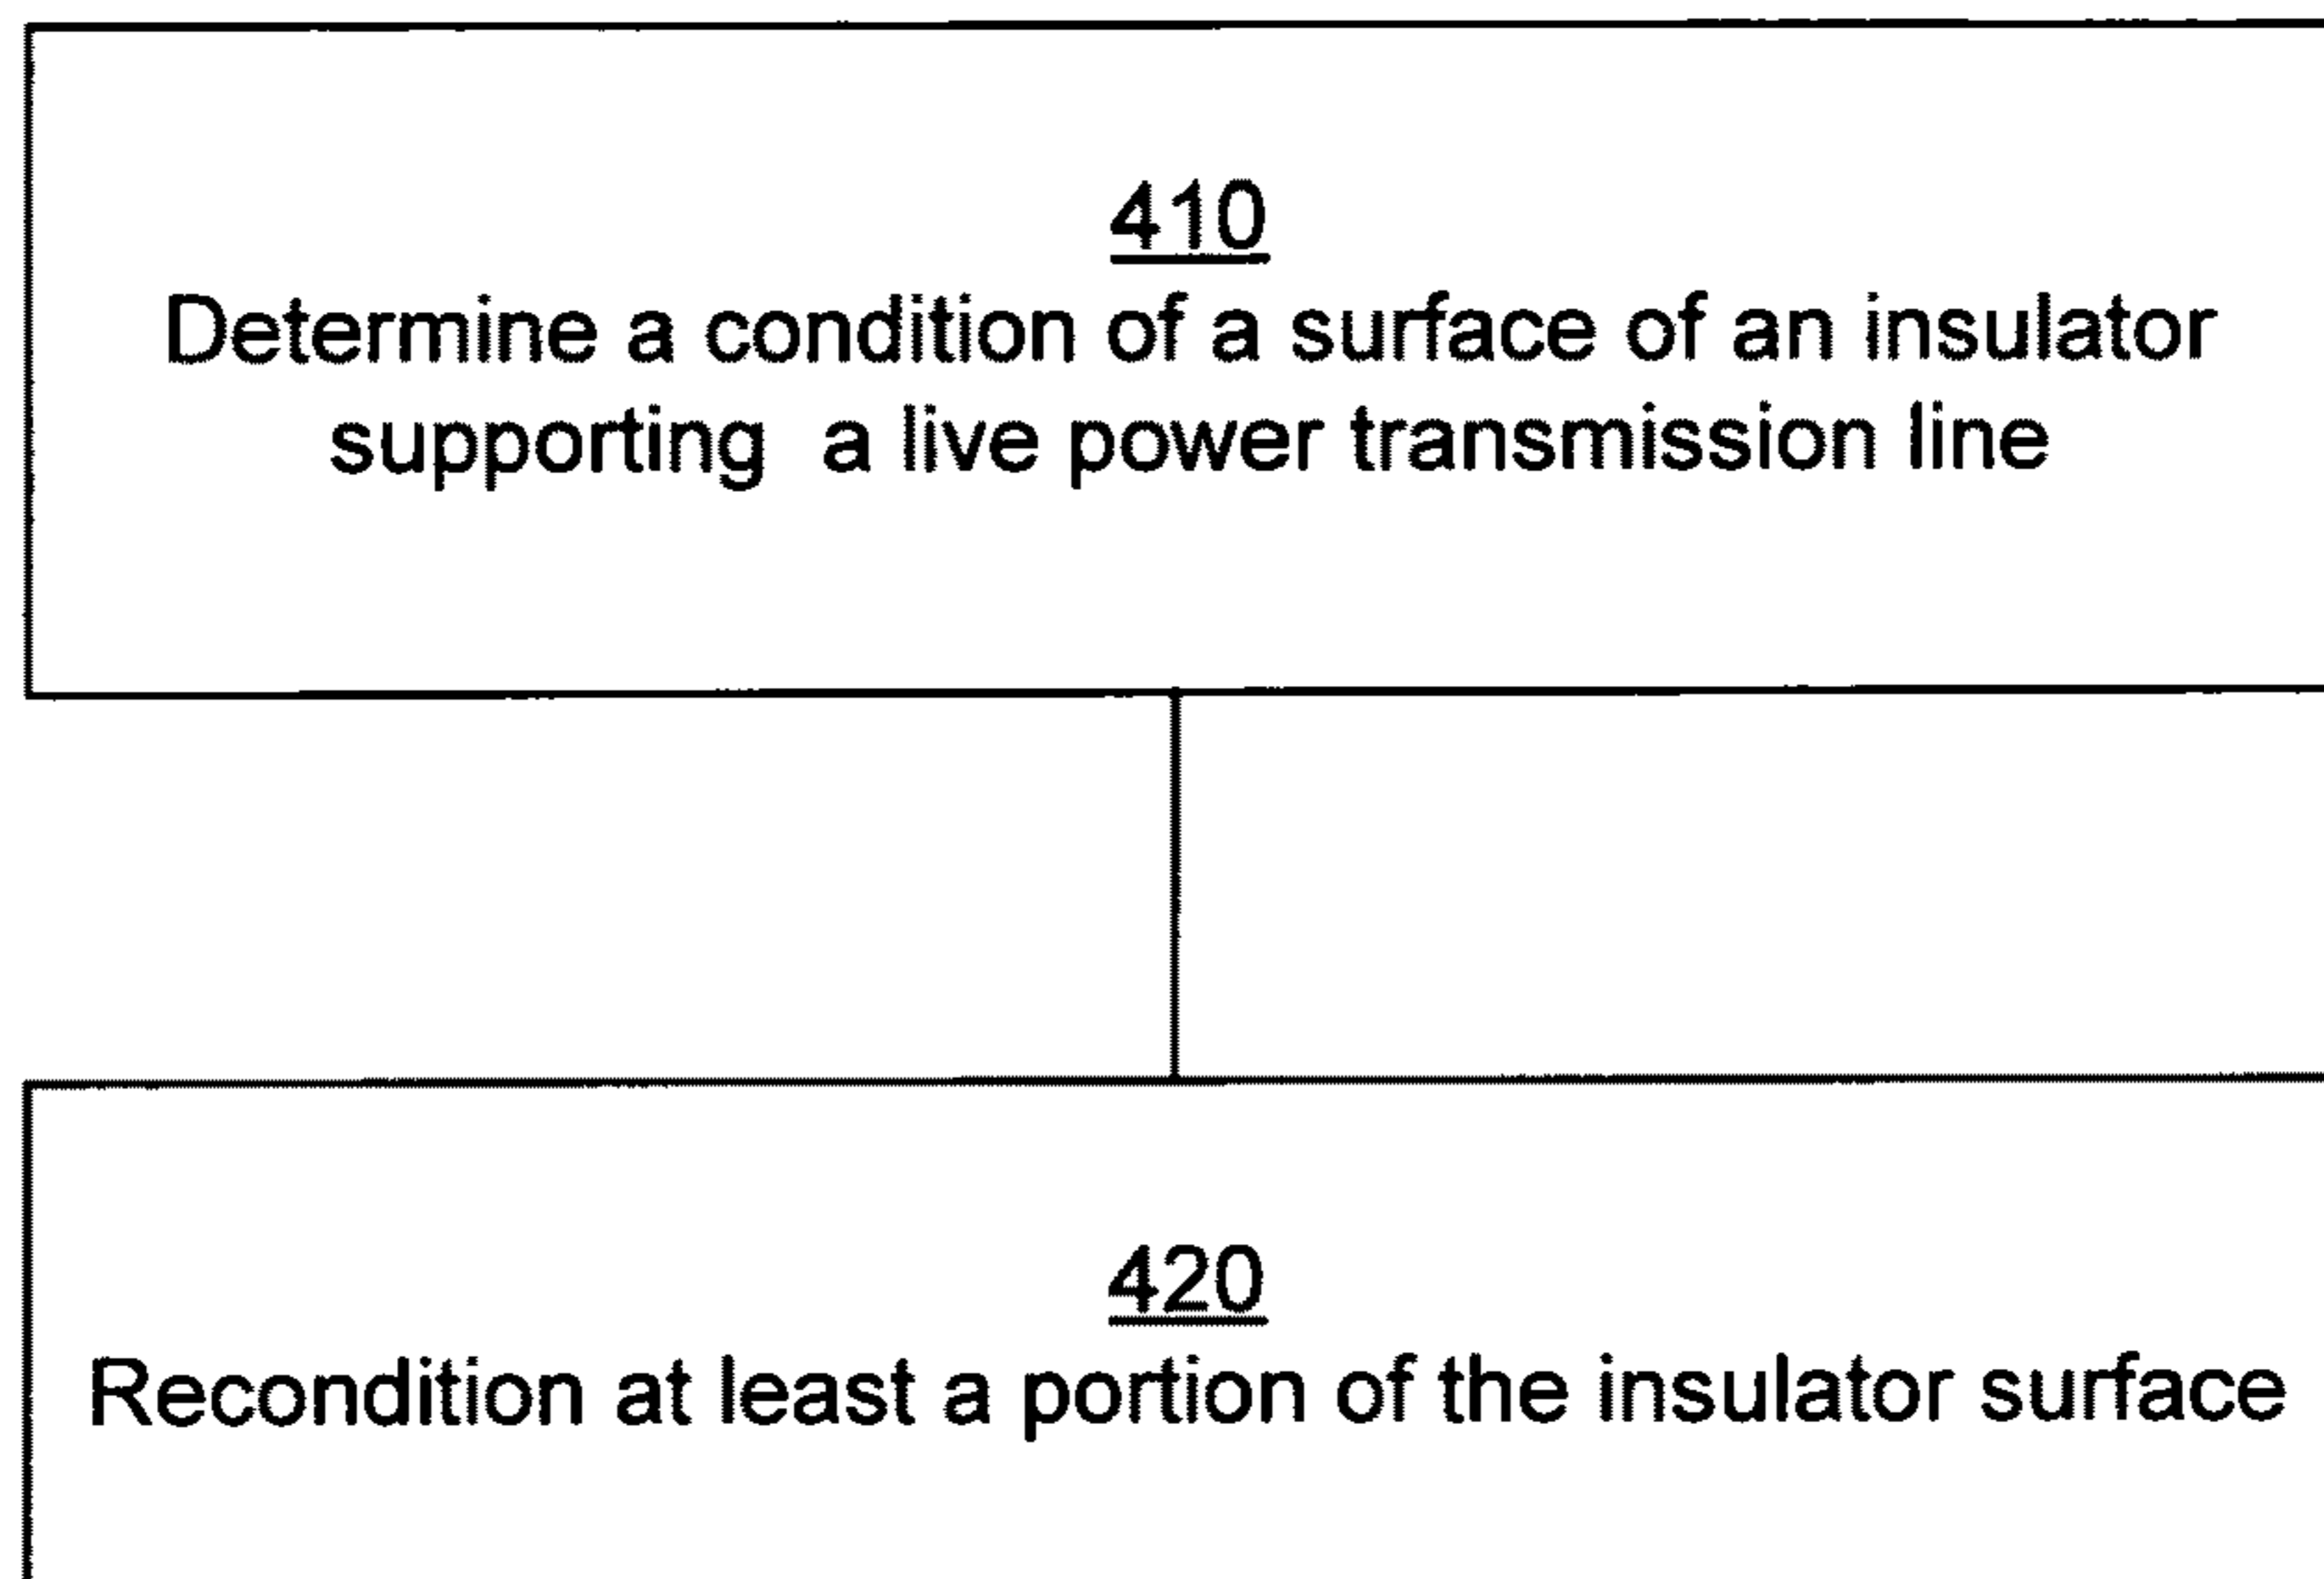 410
Determine a condition of a surface of an insulator
supporting a live power transmission line
420
Recondition at least a portion of the insulator surface